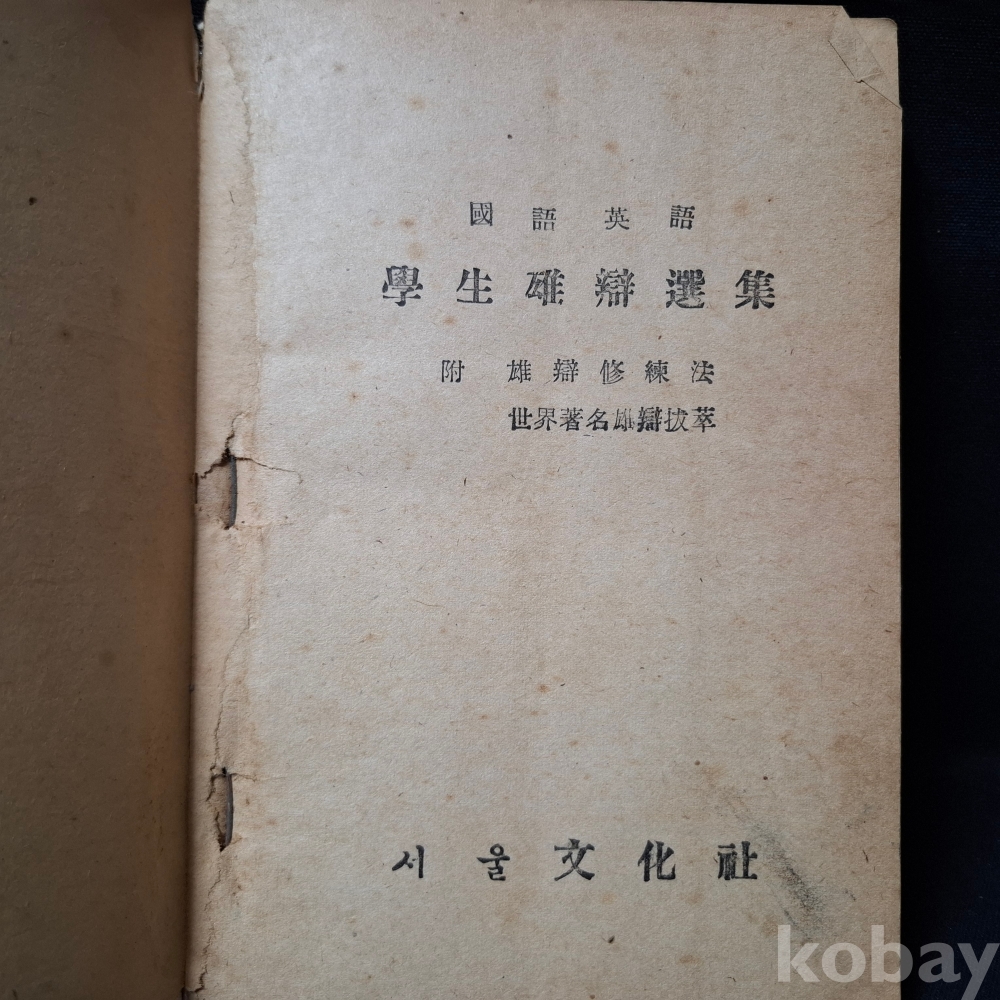 國語英語
學生雄辯選集
附 雄辯修練法
世界著名雄辯拔萃
서울文化社
kobay